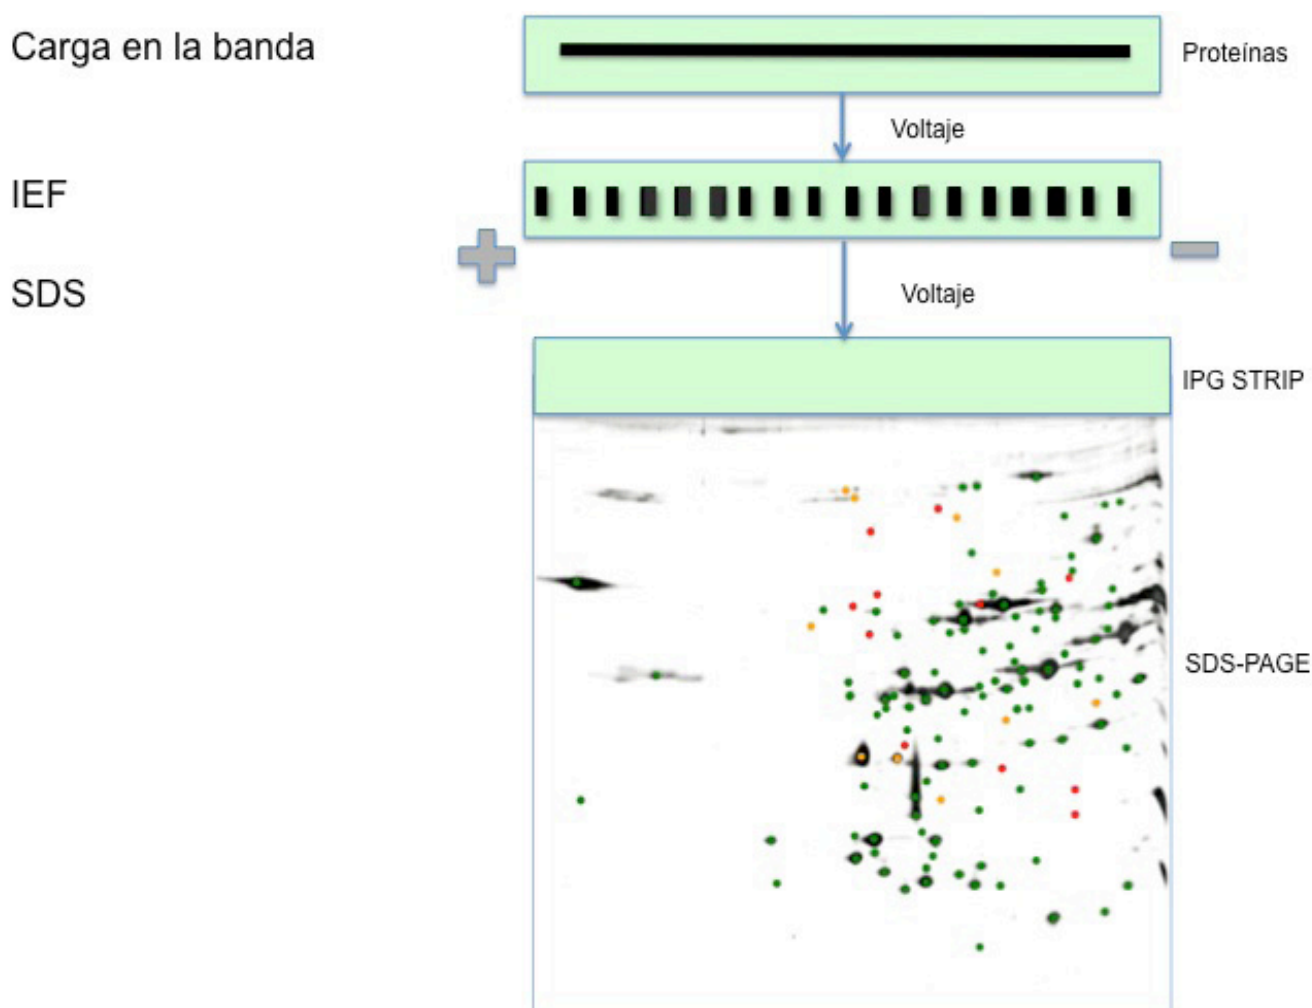 Carga en la banda
Proteínas
Voltaje
IEF
SDS
Voltaje
IPG STRIP
SDS-PAGE